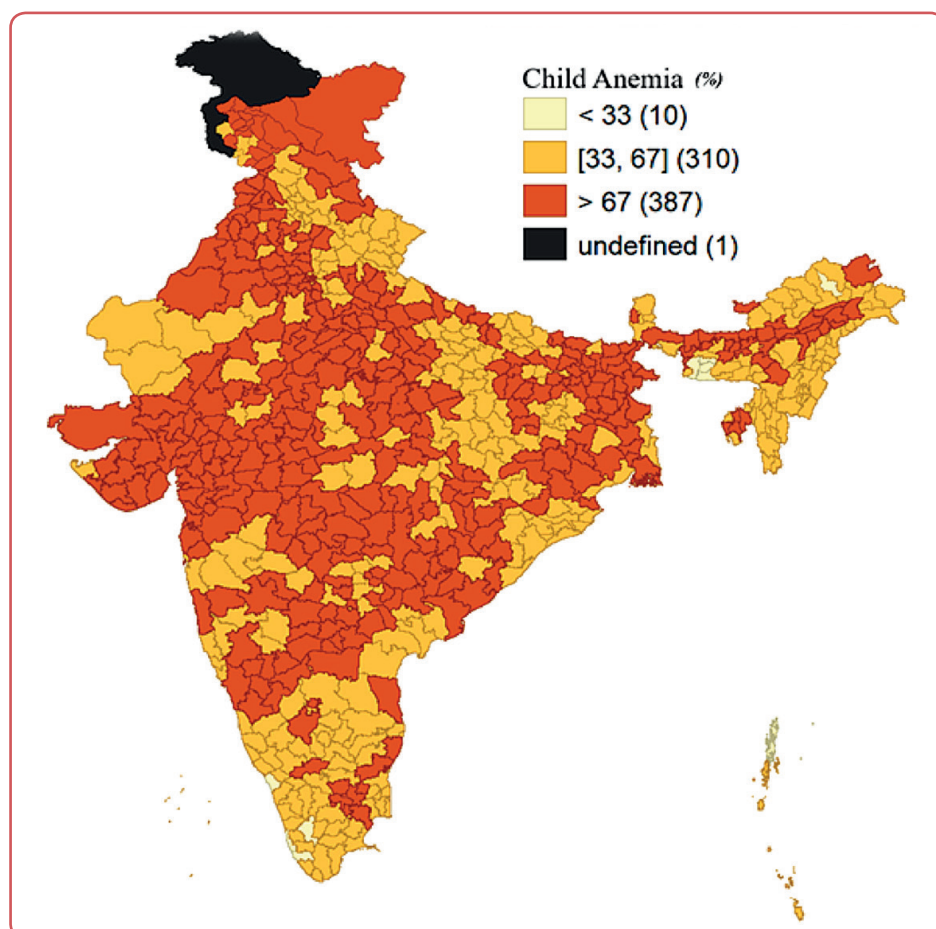 Child Anemia (%)
< 33 (10)
[33, 67] (310)
> 67 (387)
undefined (1)